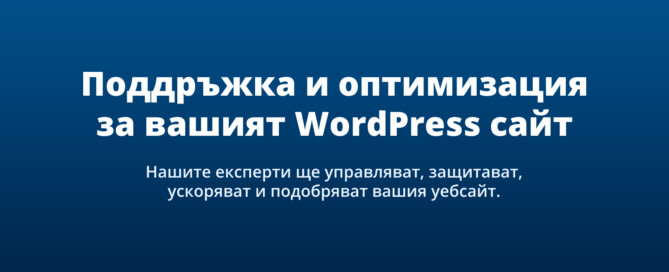 Поддръжка и оптимизация
за вашият WordPress сайт
Нашите експерти ще управляват, защитават,
ускоряват и подобряват вашия уебсайт.